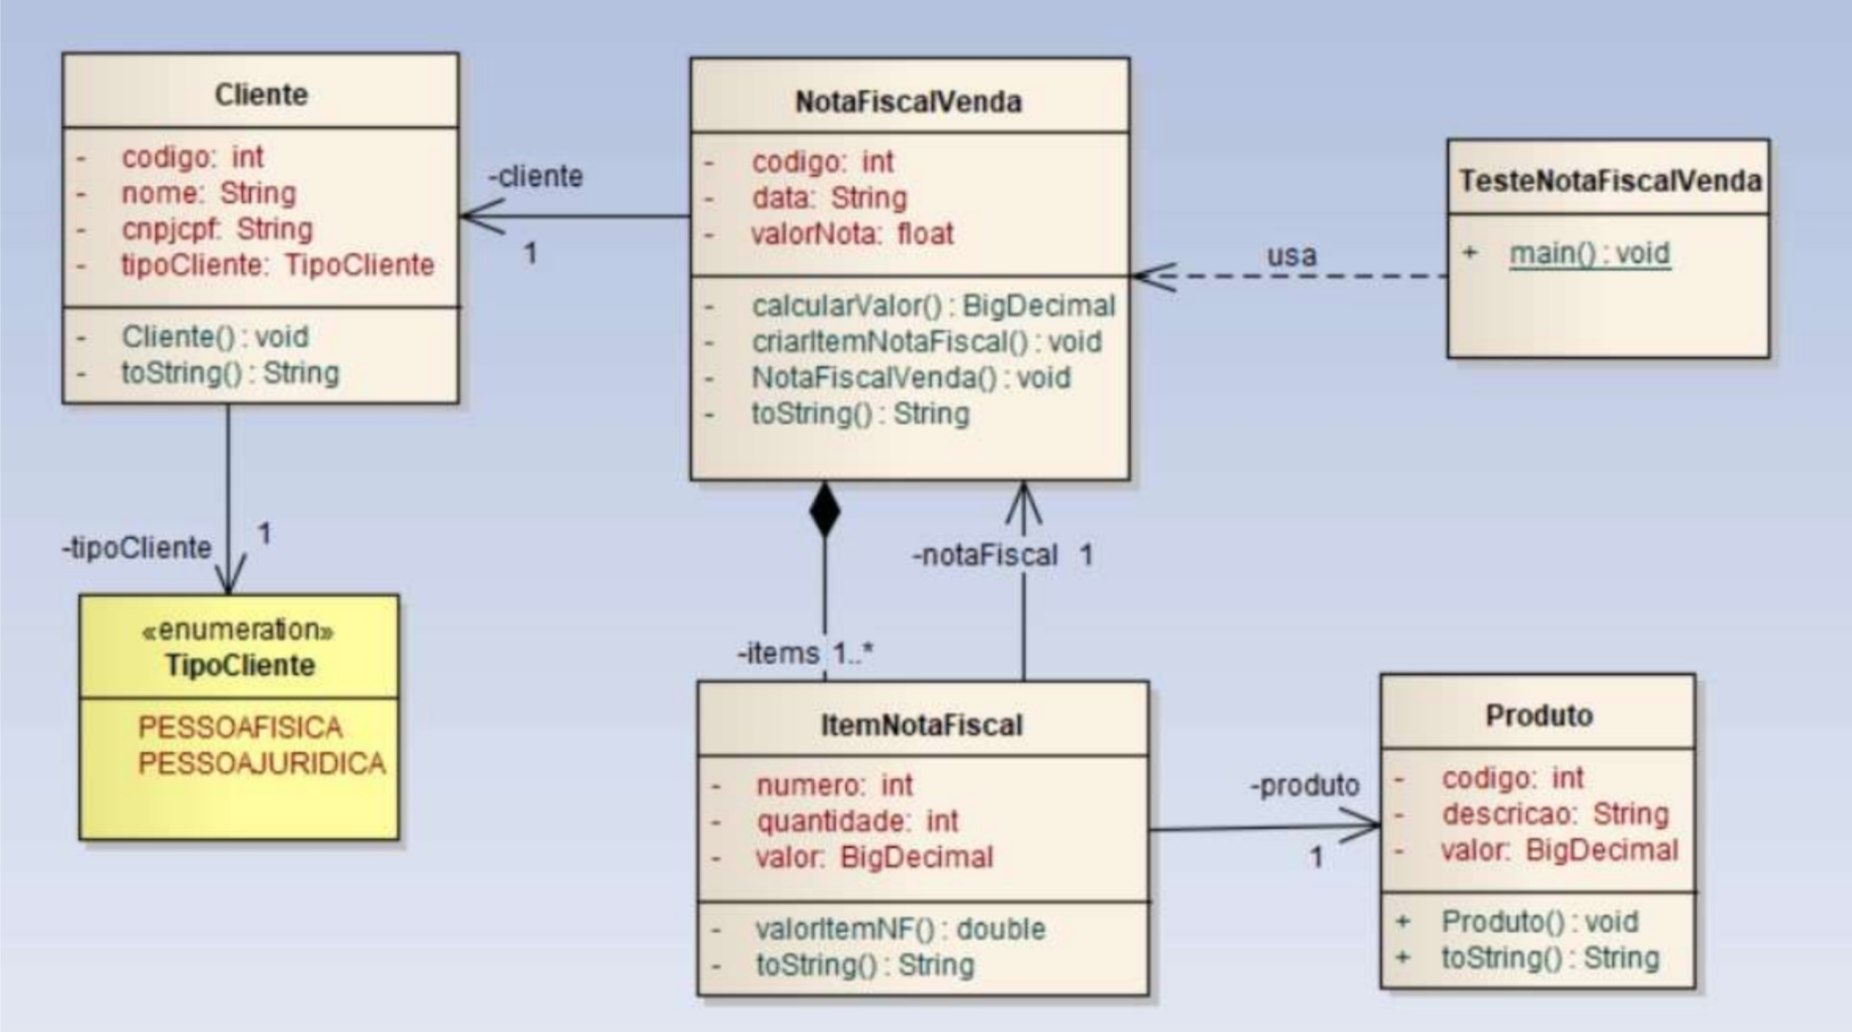 Cliente
- codigo: int
- nome: String
- cnpjcpf: String
- tipoCliente: TipoCliente
- Cliente() : void
- toString() : String
-cliente
1
NotaFiscalVenda
- codigo: int
- data: String
- valorNota: float
- calcularValor() : BigDecimal
- criarItemNotaFiscal() : void
- NotaFiscalVenda() : void
- toString() : String
usa
TesteNotaFiscalVenda
+ main() : void
-tipoCliente 1
«enumeration»
TipoCliente
PESSOAFISICA
PESSOAJURIDICA
-notaFiscal 1
-items 1..*
ItemNotaFiscal
- numero: int
- quantidade: int
- valor: BigDecimal
- valorItemNF() : double
- toString() : String
-produto
1
Produto
- codigo: int
- descricao: String
- valor: BigDecimal
+ Produto() : void
+ toString() : String